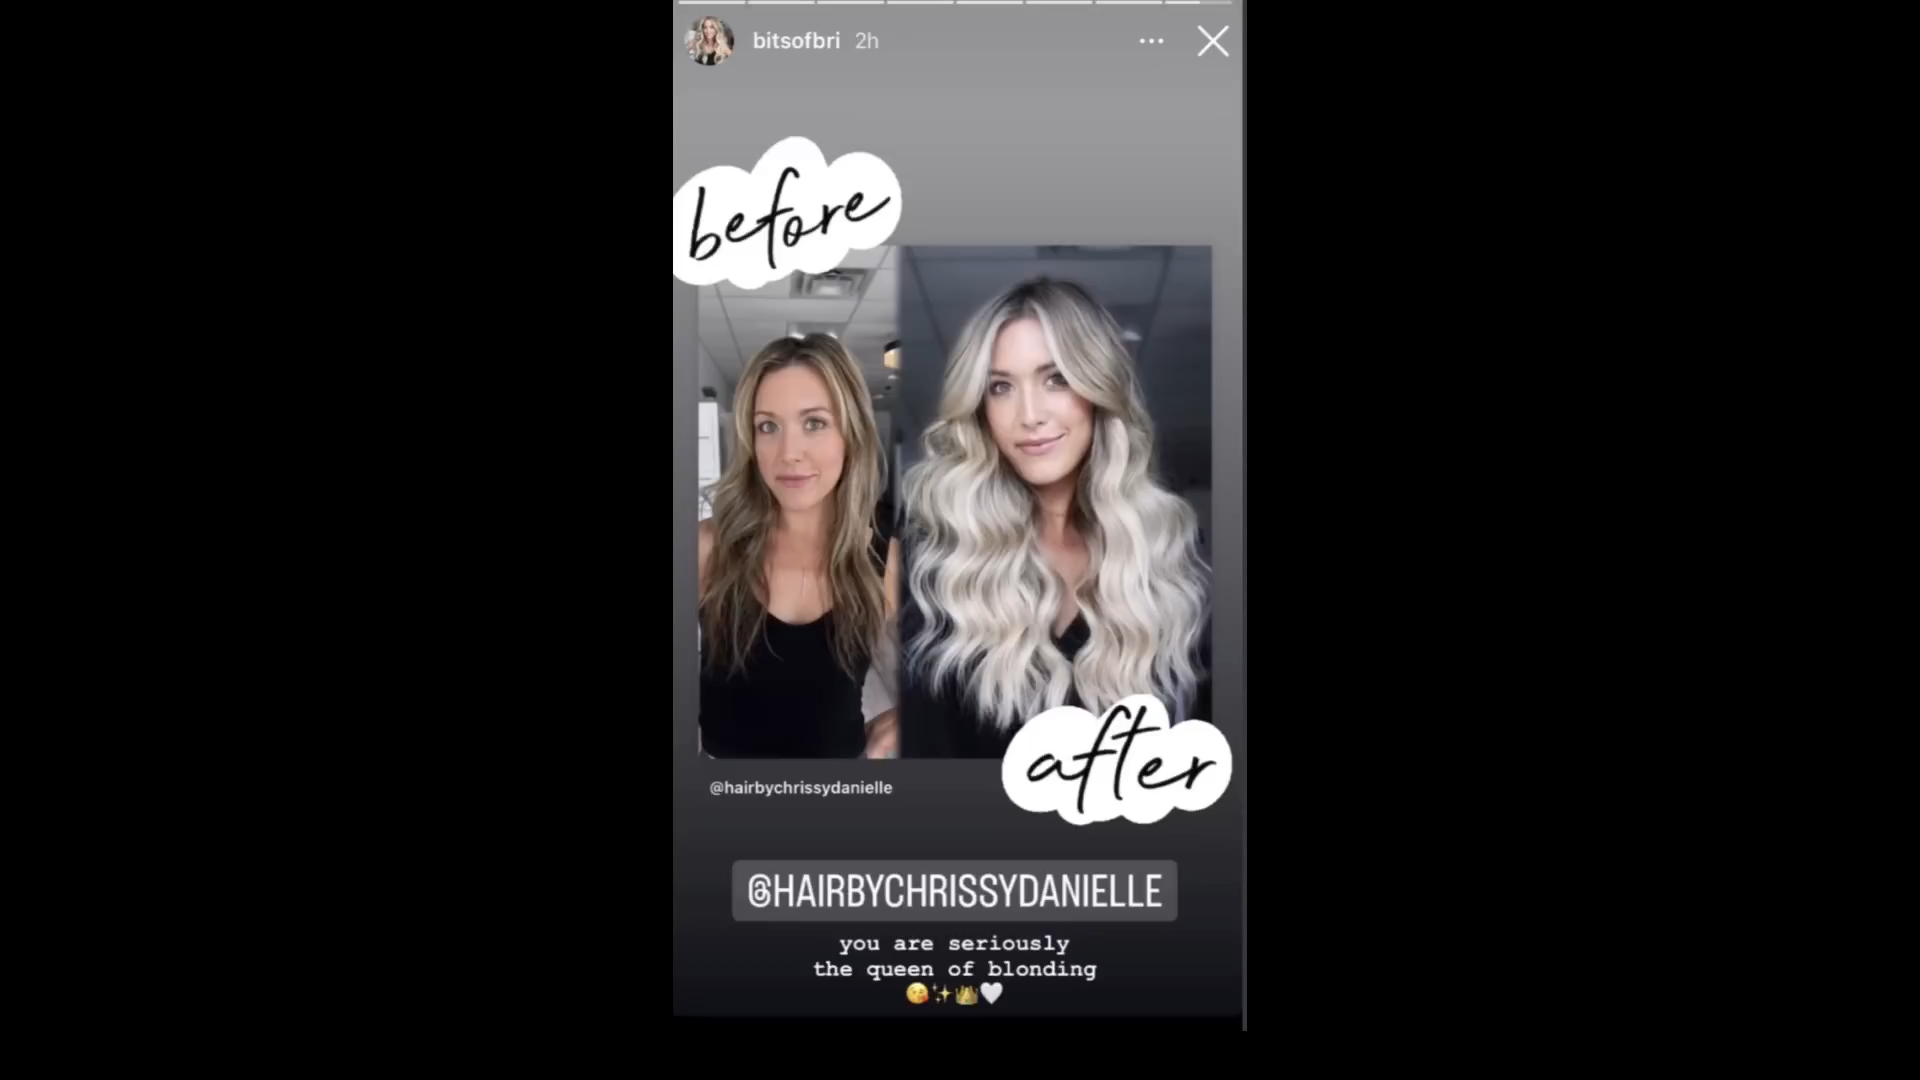 bitsofbri 2h
before
@hairbychrissydanielle
after
@HAIRBYCHRISSYDANIELLE
you are seriously
the queen of blonding
😘✨👑🤍